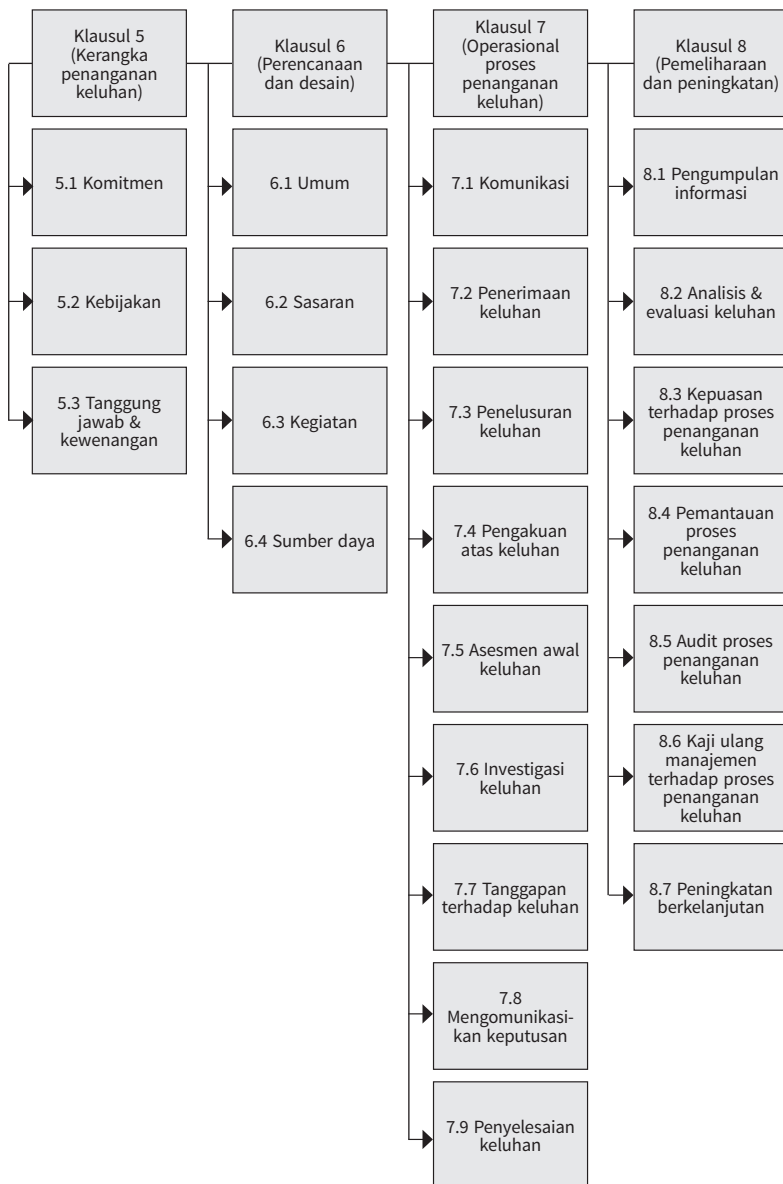 Klausul 5
(Kerangka
penanganan
keluhan)
5.1 Komitmen
5.2 Kebijakan
5.3 Tanggung
jawab &
kewenangan
Klausul 6
(Perencanaan
dan desain)
6.1 Umum
6.2 Sasaran
6.3 Kegiatan
6.4 Sumber daya
Klausul 7
(Operasional
proses
penanganan
keluhan)
7.1 Komunikasi
7.2 Penerimaan
keluhan
7.3 Penelusuran
keluhan
7.4 Pengakuan
atas keluhan
7.5 Asesmen awal
keluhan
7.6 Investigasi
keluhan
7.7 Tanggapan
terhadap keluhan
7.8
Mengomunikasi-
kan keputusan
7.9 Penyelesaian
keluhan
Klausul 8
(Pemeliharaan
dan peningkatan)
8.1 Pengumpulan
informasi
8.2 Analisis &
evaluasi keluhan
8.3 Kepuasan
terhadap proses
penanganan
keluhan
8.4 Pemantauan
proses
penanganan
keluhan
8.5 Audit proses
penanganan
keluhan
8.6 Kaji ulang
manajemen
terhadap proses
penanganan
keluhan
8.7 Peningkatan
berkelanjutan